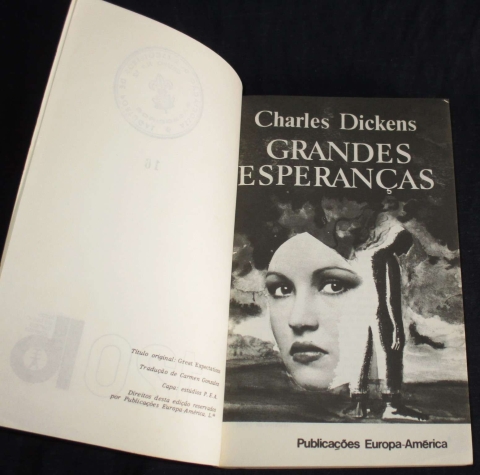 Título original: Great Expectations
Tradução de Carmen Gonzalez
Capa: estúdios P. E. A.
Direitos desta edição reservados
por Publicações Europa-América, L.ª
Charles Dickens
GRANDES
ESPERANÇAS
Publicações Europa-América